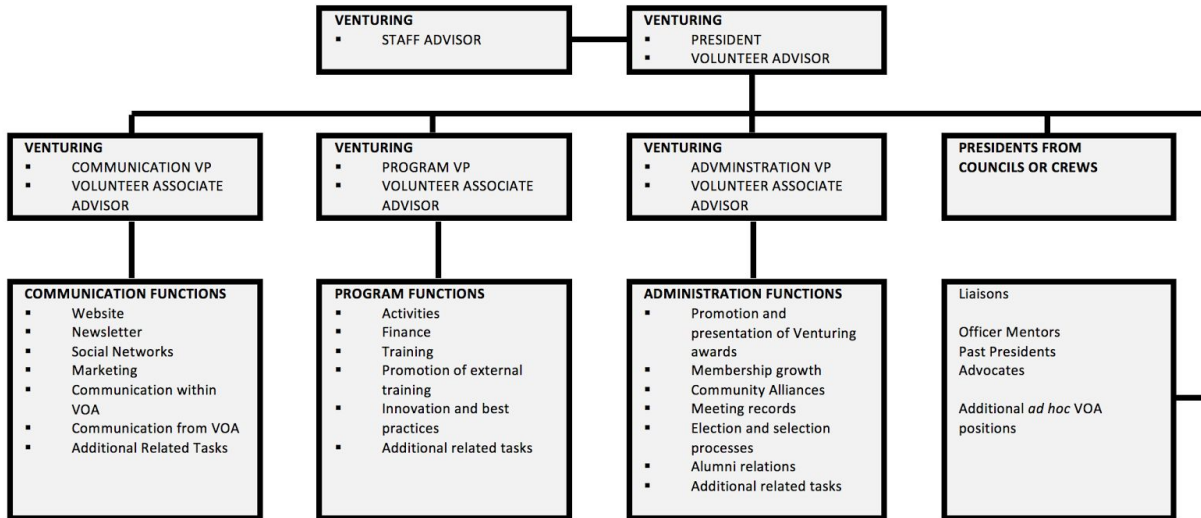 VENTURING
▪ STAFF ADVISOR
VENTURING
▪ PRESIDENT
▪ VOLUNTEER ADVISOR
VENTURING
▪ COMMUNICATION VP
▪ VOLUNTEER ASSOCIATE
ADVISOR
VENTURING
▪ PROGRAM VP
▪ VOLUNTEER ASSOCIATE
ADVISOR
VENTURING
▪ ADVMINSTRATION VP
▪ VOLUNTEER ASSOCIATE
ADVISOR
PRESIDENTS FROM
COUNCILS OR CREWS
COMMUNICATION FUNCTIONS
▪ Website
▪ Newsletter
▪ Social Networks
▪ Marketing
▪ Communication within
VOA
▪ Communication from VOA
▪ Additional Related Tasks
PROGRAM FUNCTIONS
▪ Activities
▪ Finance
▪ Training
▪ Promotion of external
training
▪ Innovation and best
practices
▪ Additional related tasks
ADMINISTRATION FUNCTIONS
▪ Promotion and
presentation of Venturing
awards
▪ Membership growth
▪ Community Alliances
▪ Meeting records
▪ Election and selection
processes
▪ Alumni relations
▪ Additional related tasks
Liaisons
Officer Mentors
Past Presidents
Advocates
Additional ad hoc VOA
positions